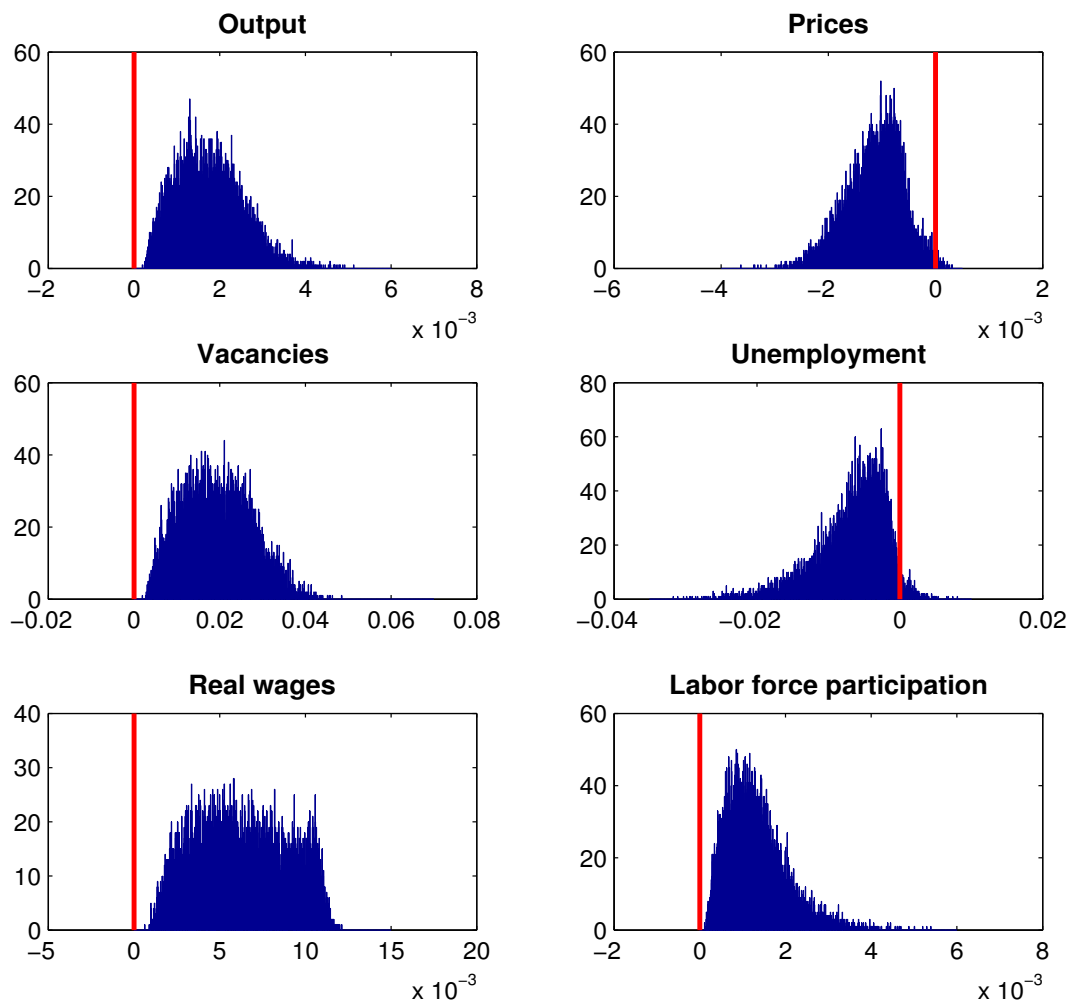 Output
60
40
20
0
−2 0 2 4 6 8
x 10−3
Prices
60
40
20
0
−6 −4 −2 0 2
x 10−3
Vacancies
60
40
20
0
−0.02 0 0.02 0.04 0.06 0.08
Unemployment
80
60
40
20
0
−0.04 −0.02 0 0.02
Real wages
40
30
20
10
0
−5 0 5 10 15 20
x 10−3
Labor force participation
60
40
20
0
−2 0 2 4 6 8
x 10−3